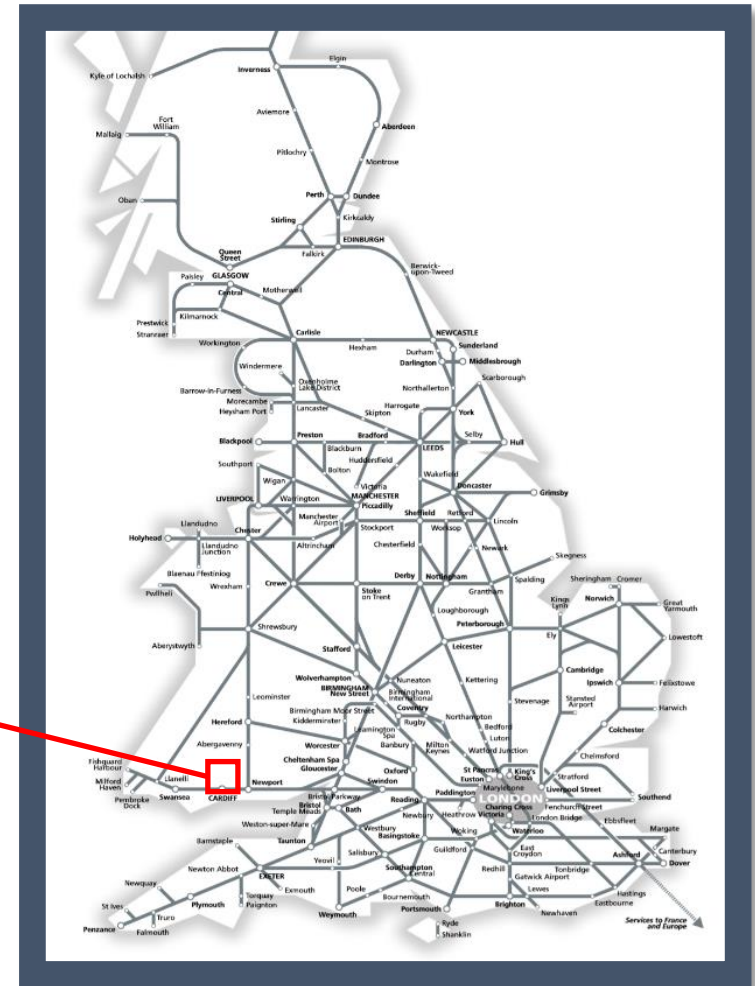 Elgin
Kyle of Lochalsh
Inverness
Aviemore
Fort
William
Mallaig
Aberdeen
Pitlochry
Montrose
Oban
Perth
Dundee
Stirling
Kirkcaldy
Queen
Street
Falkirk
EDINBURGH
Berwick-
upon-Tweed
Paisley
GLASGOW
Central
Motherwell
Prestwick
Kilmarnock
Stranraer
Carlisle
NEWCASTLE
Workington
Hexham
Sunderland
Durham
Darlington
Middlesbrough
Windermere
Oxenholme
Lake District
Scarborough
Barrow-in-Furness
Northallerton
Morecambe
Heysham Port
Lancaster
Harrogate
Skipton
York
Blackpool
Preston
Bradford
Selby
Hull
Blackburn
LEEDS
Southport
Bolton
Huddersfield
Wakefield
Wigan
Victoria
Doncaster
Grimsby
LIVERPOOL
Warrington
MANCHESTER
Piccadilly
Manchester
Airport
Stockport
Sheffield
Retford
Worksop
Lincoln
Llandudno
Holyhead
Llandudno
Junction
Chester
Altrincham
Chesterfield
Newark
Skegness
Blaenau Ffestiniog
Pwllheli
Wrexham
Crewe
Stoke
on Trent
Derby
Nottingham
Grantham
Spalding
Sheringham
Cromer
Kings
Lynn
Norwich
Great
Yarmouth
Loughborough
Peterborough
Shrewsbury
Aberystwyth
Stafford
Leicester
Ely
Lowestoft
Wolverhampton
Nuneaton
Cambridge
BIRMINGHAM
New Street
Birmingham
International
Kettering
Ipswich
Felixstowe
Leominster
Birmingham Moor Street
Coventry
Stevenage
Stansted
Airport
Harwich
Hereford
Kidderminster
Rugby
Northampton
Leamington
Spa
Bedford
Colchester
Abergavenny
Worcester
Banbury
Milton
Keynes
Luton
Watford Junction
Chelmsford
Cheltenham Spa
Gloucester
Fishguard
Harbour
Milford
Haven
Llanelli
Oxford
St Pancras
King's
Cross
Euston
Stratford
Pembroke
Dock
Swansea
CARDIFF
Newport
Swindon
Marylebone
Liverpool Street
Bristol Parkway
Reading
Paddington
LONDON
Southend
Bristol
Temple Meads
Bath
Newbury
Heathrow
Charing Cross
Fenchurch Street
Victoria
London Bridge
Ebbsfleet
Weston-super-Mare
Westbury
Basingstoke
Woking
Waterloo
Margate
Barnstaple
Taunton
Guildford
East
Croydon
Canterbury
Salisbury
Yeovil
Newton Abbot
Southampton
Central
Redhill
Tonbridge
Ashford
Dover
EXETER
Gatwick Airport
Newquay
Exmouth
Poole
Bournemouth
Lewes
Hastings
Eastbourne
Torquay
Paignton
St Ives
Plymouth
Weymouth
Portsmouth
Brighton
Newhaven
Truro
Penzance
Falmouth
Ryde
Shanklin
Services to France
and Europe